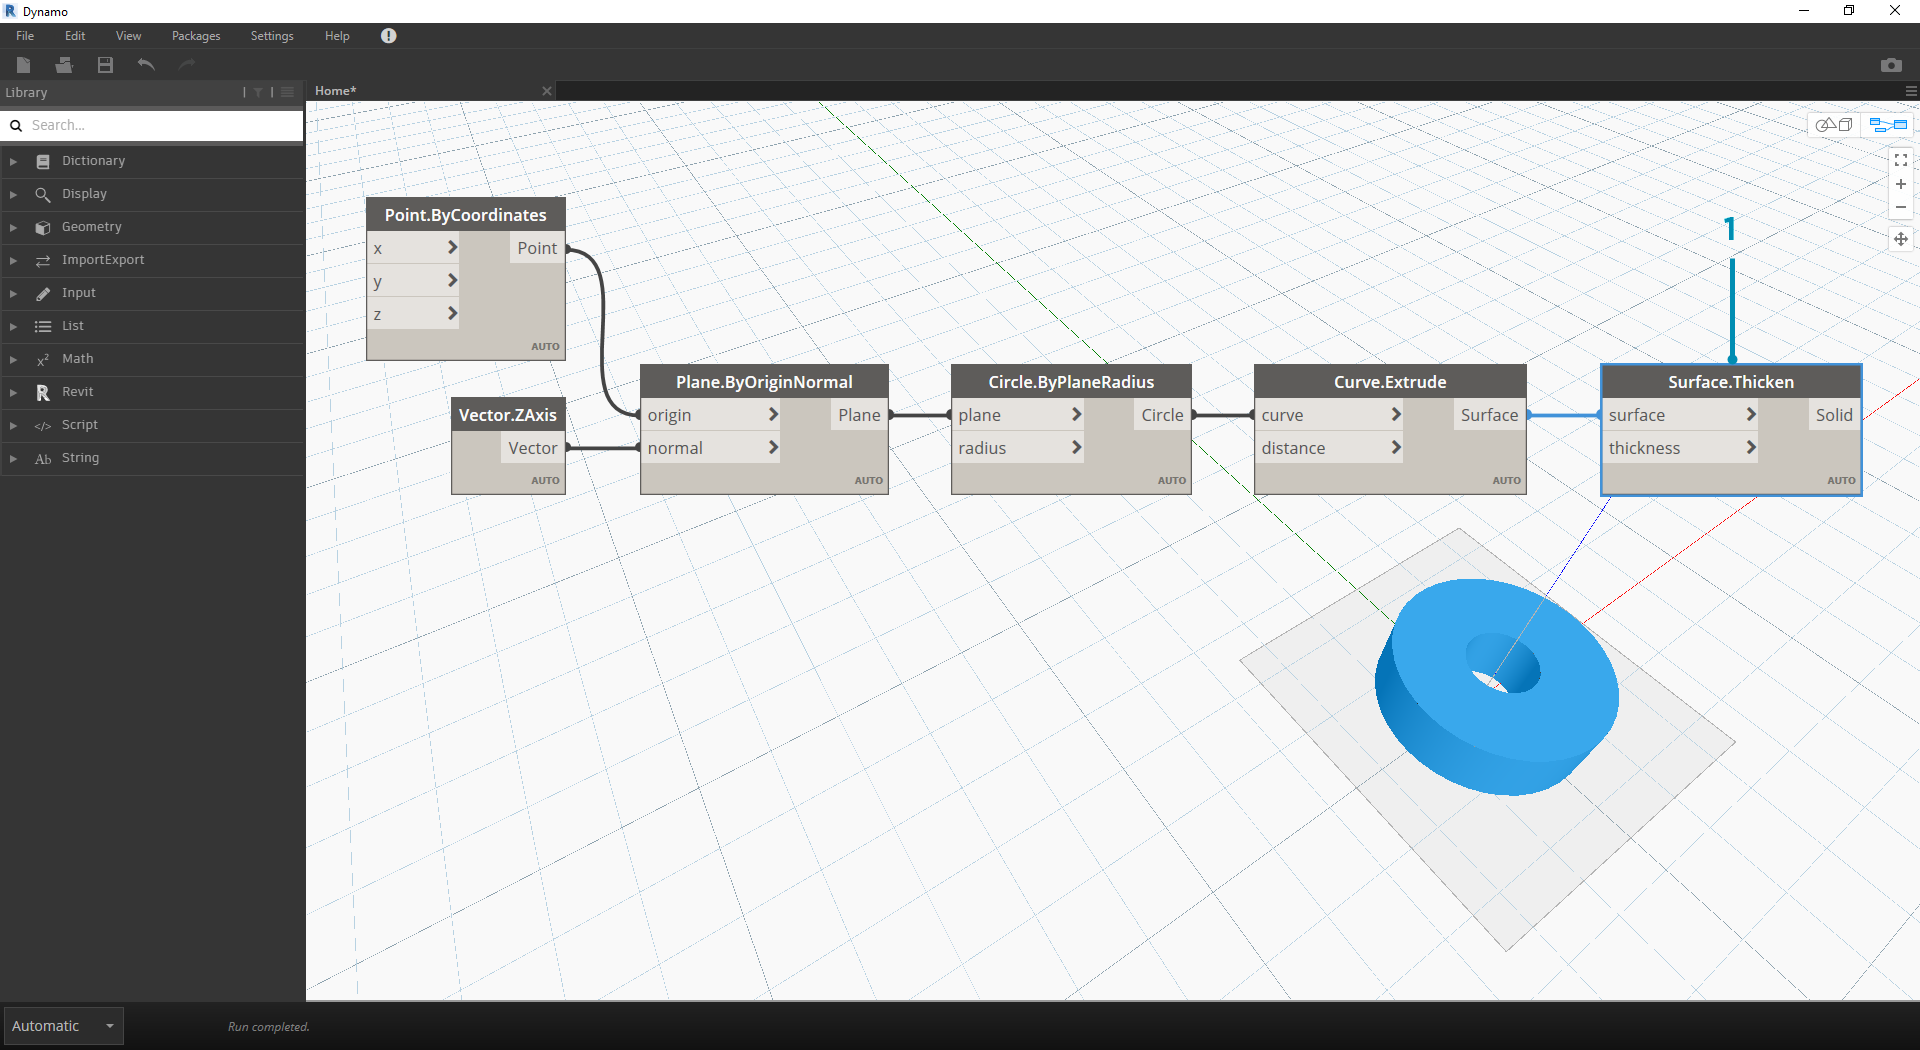 Dynamo
File Edit View Packages Settings Help
Library
Home*
Search...
Dictionary
Display
Geometry
ImportExport
Input
List
Math
Revit
Script
String
Point.ByCoordinates
x Point
y
z
AUTO
Vector.ZAxis
Vector
AUTO
Plane.ByOriginNormal
origin Plane
normal
AUTO
Circle.ByPlaneRadius
plane Circle
radius
AUTO
Curve.Extrude
curve Surface
distance
AUTO
1
Surface.Thicken
surface Solid
thickness
AUTO
Automatic
Run completed.